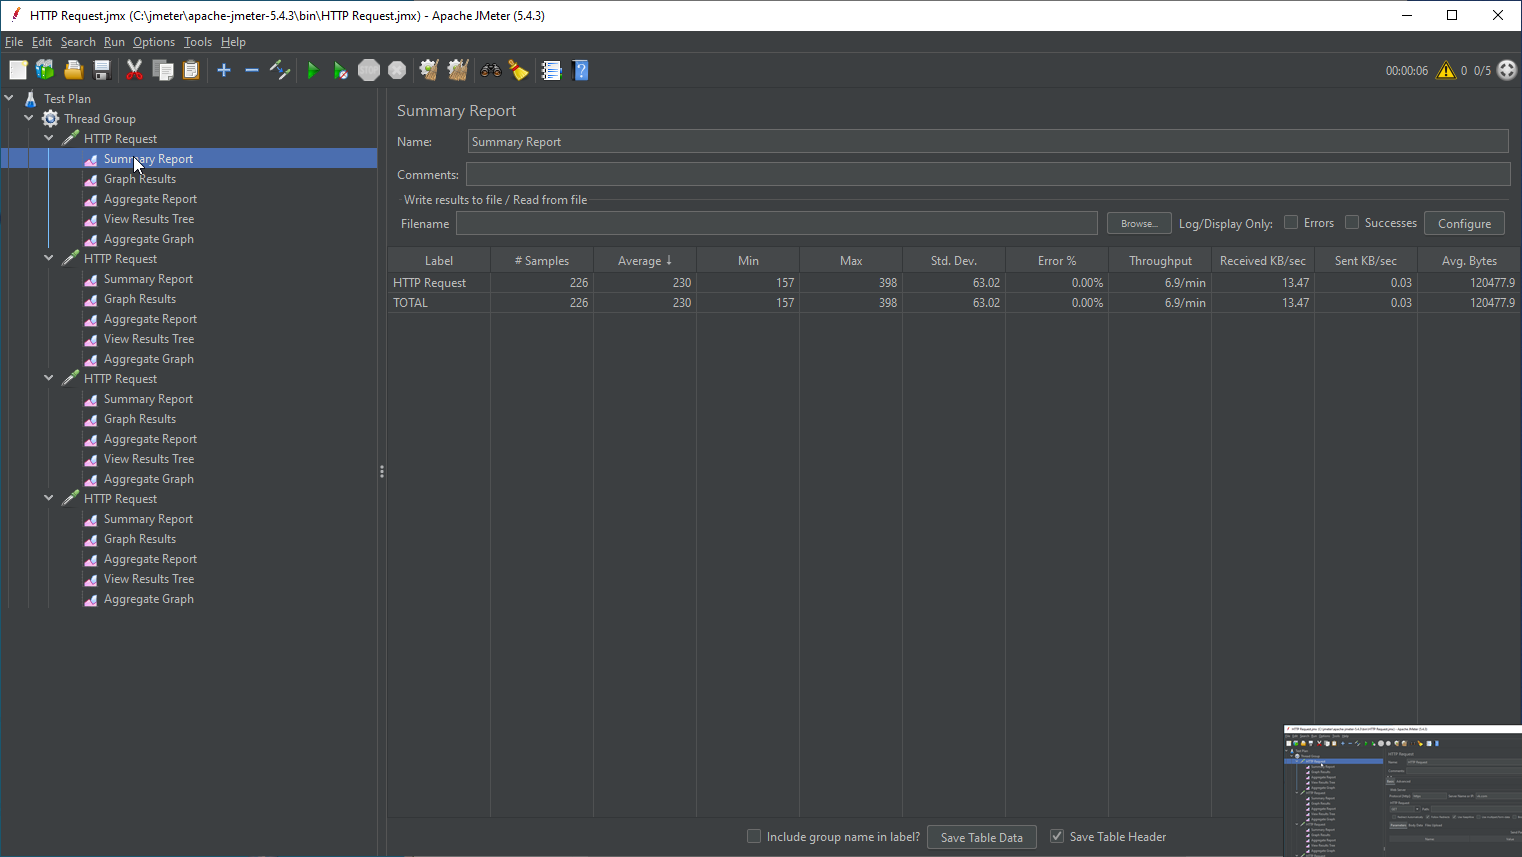 HTTP Request.jmx (C:\jmeter\apache-jmeter-5.4.3\bin\HTTP Request.jmx) - Apache JMeter (5.4.3)
File Edit Search Run Options Tools Help
STOP
00:00:06 0 0/5
Test Plan
Thread Group
HTTP Request
Summary Report
Graph Results
Aggregate Report
View Results Tree
Aggregate Graph
HTTP Request
Summary Report
Graph Results
Aggregate Report
View Results Tree
Aggregate Graph
HTTP Request
Summary Report
Graph Results
Aggregate Report
View Results Tree
Aggregate Graph
HTTP Request
Summary Report
Graph Results
Aggregate Report
View Results Tree
Aggregate Graph
Summary Report
Name: Summary Report
Comments:
Write results to file / Read from file
Filename Browse... Log/Display Only: Errors Successes Configure
Label # Samples Average ↓ Min Max Std. Dev. Error % Throughput Received KB/sec Sent KB/sec Avg. Bytes
HTTP Request 226 230 157 398 63.02 0.00% 6.9/min 13.47 0.03 120477.9
TOTAL 226 230 157 398 63.02 0.00% 6.9/min 13.47 0.03 120477.9
Include group name in label? Save Table Data Save Table Header